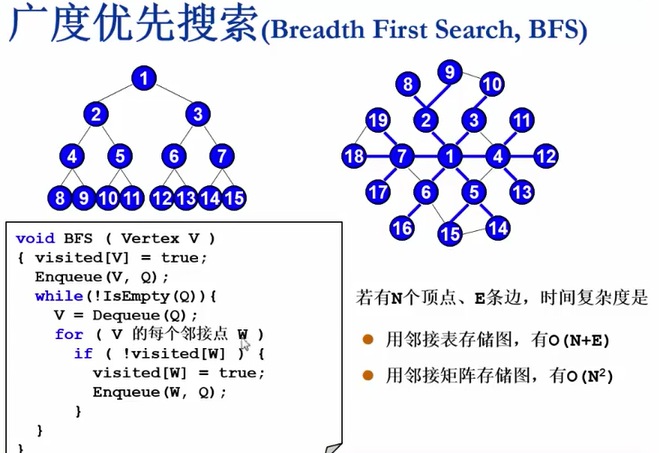 广度优先搜索(Breadth First Search, BFS)
1
2 3
4 5 6 7
8 9 10 11 12 13 14 15
9
8 10
19 2 3 11
18 7 1 4 12
17 6 5 13
16 15 14
void BFS ( Vertex V )
{ visited[V] = true;
Enqueue(V, Q);
while(!IsEmpty(Q)){
V = Dequeue(Q);
for ( V 的每个邻接点 W )
if ( !visited[W] ) {
visited[W] = true;
Enqueue(W, Q);
}
}
}
若有N个顶点、E条边，时间复杂度是
用邻接表存储图，有O(N+E)
用邻接矩阵存储图，有O(N²)